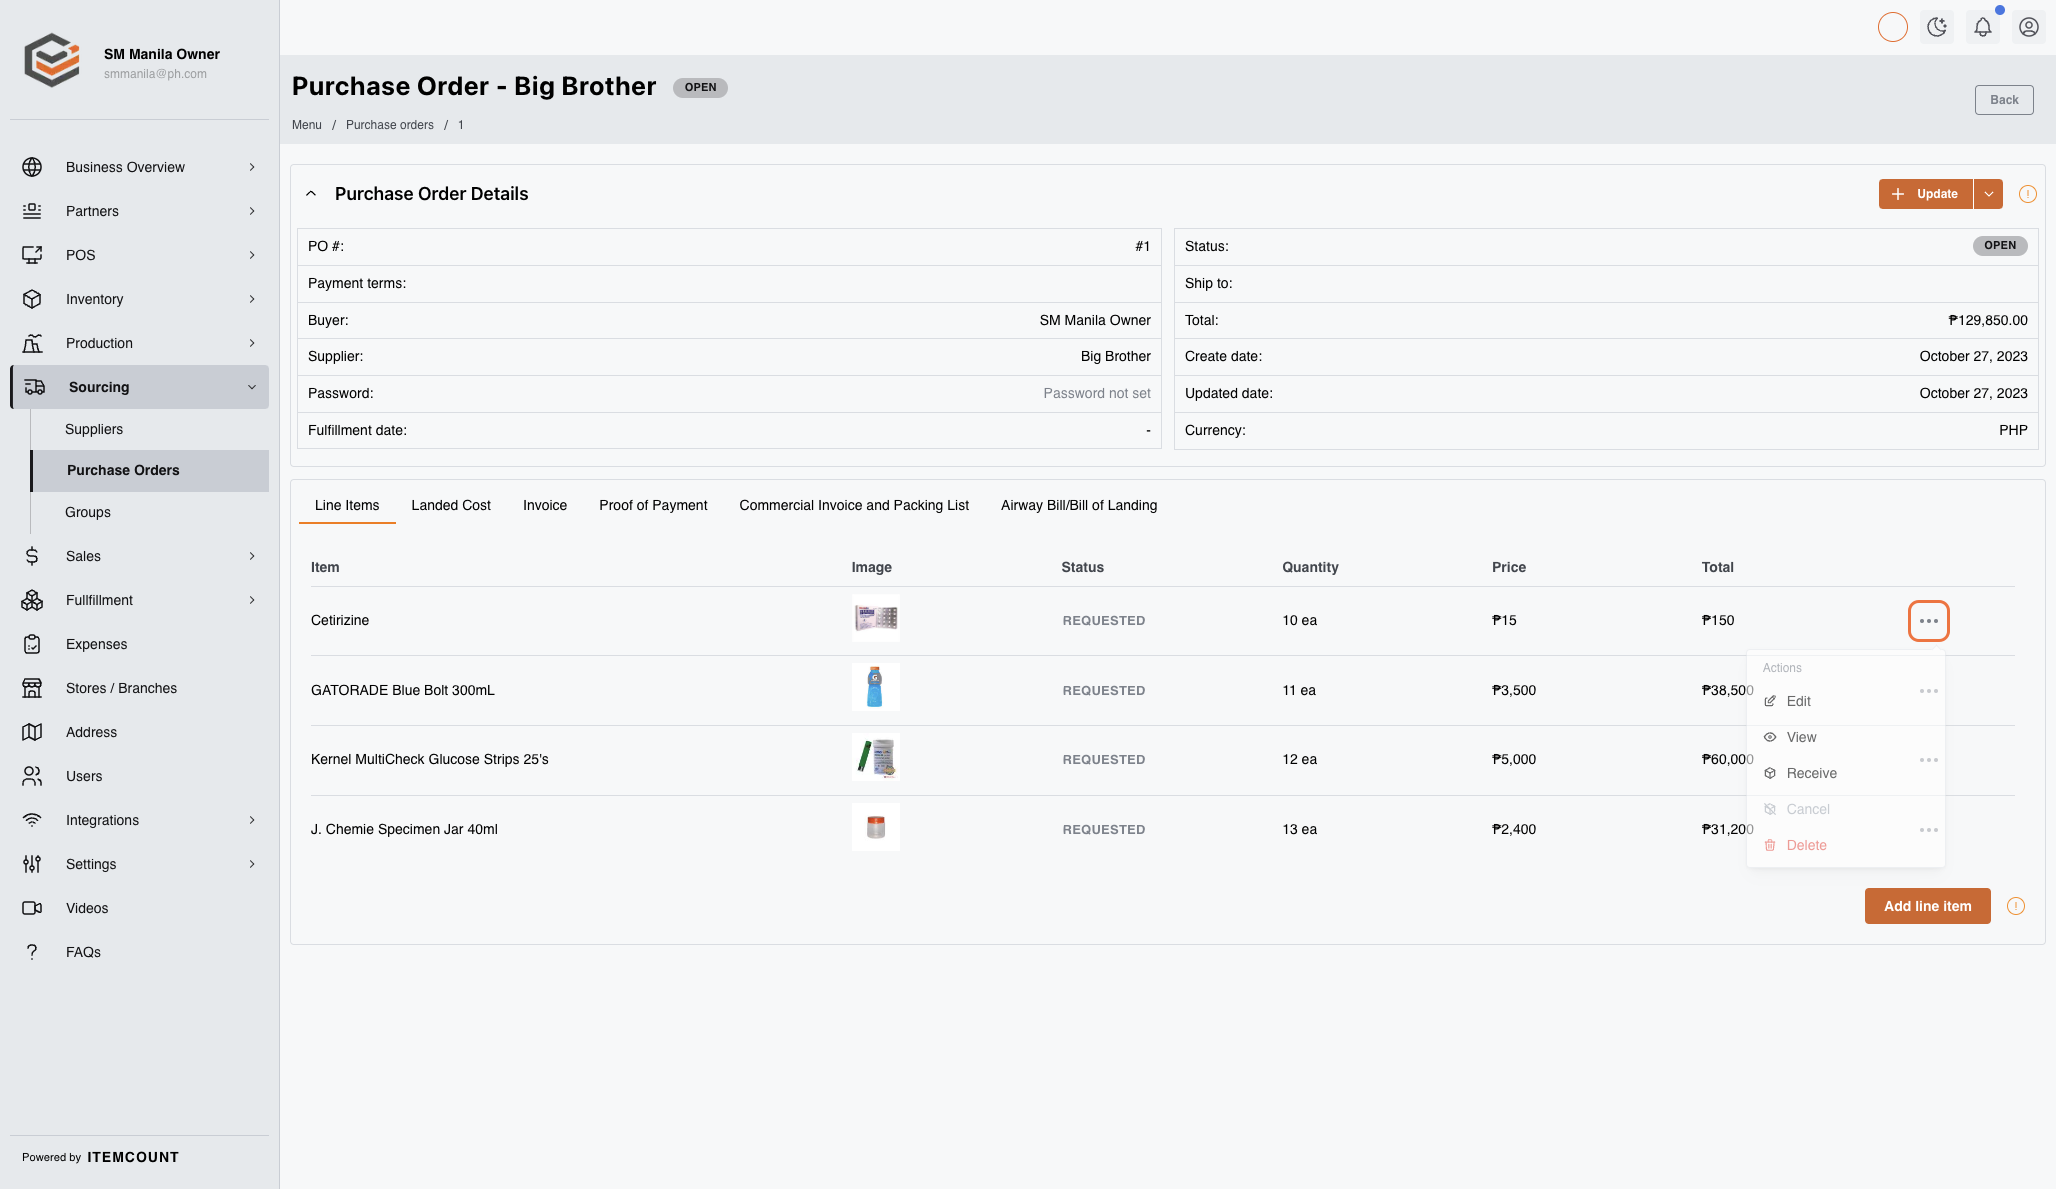 SM Manila Owner
smmanila@ph.com
Business Overview
Partners
POS
Inventory
Production
Sourcing
Suppliers
Purchase Orders
Groups
Sales
Fullfillment
Expenses
Stores / Branches
Address
Users
Integrations
Settings
Videos
FAQs
Powered by ITEMCOUNT
Purchase Order - Big Brother OPEN
Menu / Purchase orders / 1
Back
Purchase Order Details
Update
PO #: #1
Payment terms:
Buyer: SM Manila Owner
Supplier: Big Brother
Password: Password not set
Fulfillment date: -
Status: OPEN
Ship to:
Total: ₱129,850.00
Create date: October 27, 2023
Updated date: October 27, 2023
Currency: PHP
Line Items Landed Cost Invoice Proof of Payment Commercial Invoice and Packing List Airway Bill/Bill of Landing
Item Image Status Quantity Price Total
Cetirizine REQUESTED 10 ea ₱15 ₱150
GATORADE Blue Bolt 300mL REQUESTED 11 ea ₱3,500 ₱38,500
Kernel MultiCheck Glucose Strips 25's REQUESTED 12 ea ₱5,000 ₱60,000
J. Chemie Specimen Jar 40ml REQUESTED 13 ea ₱2,400 ₱31,200
Actions
Edit
View
Receive
Cancel
Delete
Add line item